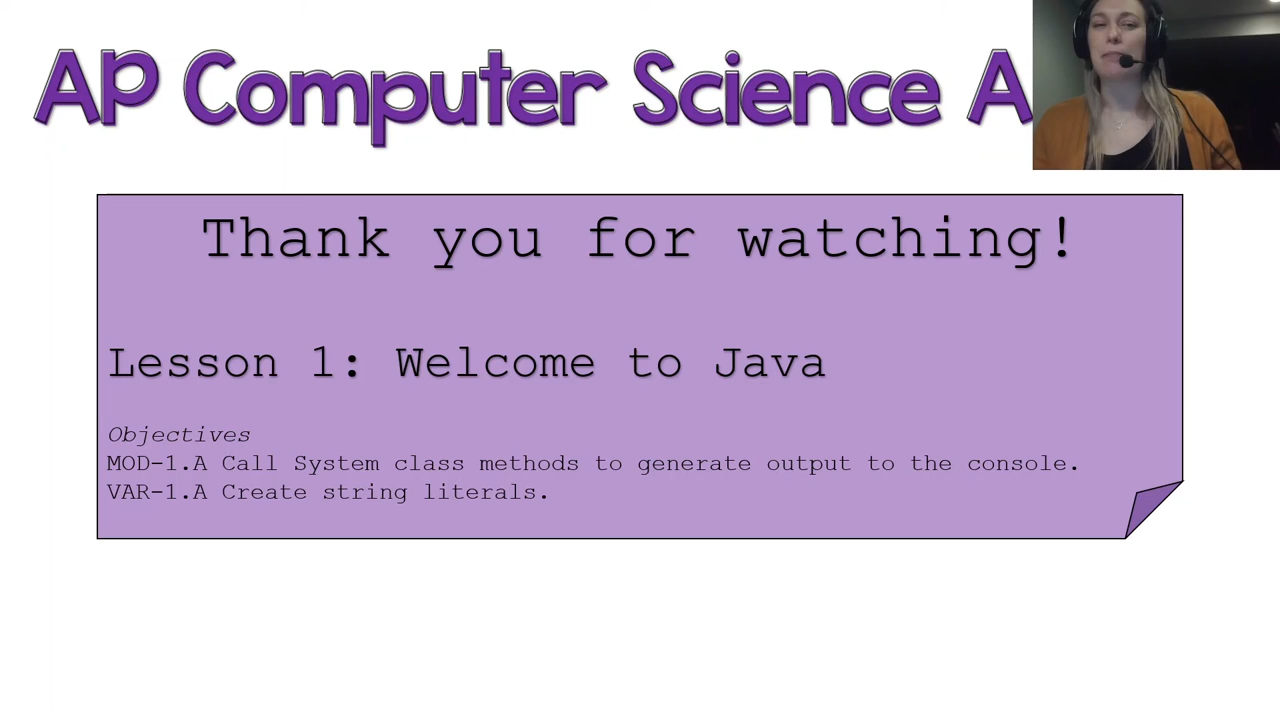 AP Computer Science A
Thank you for watching!
Lesson 1: Welcome to Java
Objectives
MOD-1.A Call System class methods to generate output to the console.
VAR-1.A Create string literals.